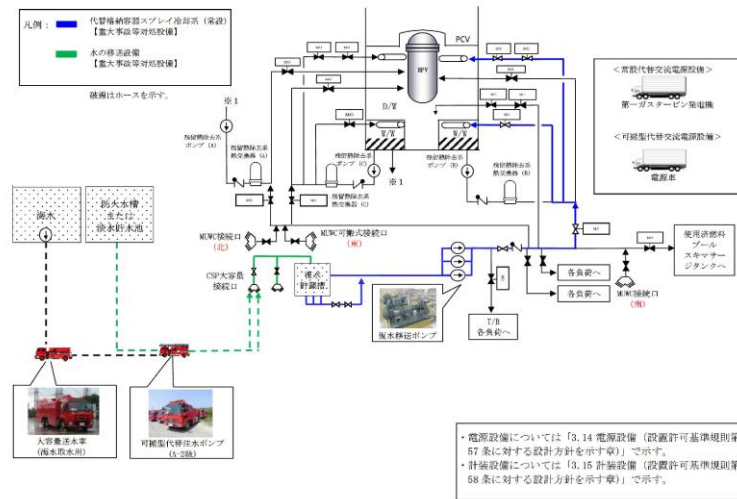 凡例：
代替格納容器スプレイ冷却系（常設）
【重大事故等対処設備】
水の移送設備
【重大事故等対処設備】
破線はホースを示す。
PCV
RPV
D/W
W/W
W/W
※1
※1
残留熱除去系
ポンプ（A）
残留熱除去系
熱交換器（A）
残留熱除去系
ポンプ（C）
残留熱除去系
熱交換器（C）
残留熱除去系
ポンプ（B）
残留熱除去系
熱交換器（B）
＜常設代替交流電源設備＞
第一ガスタービン発電機
＜可搬型代替交流電源設備＞
電源車
海水
防火水槽
または
淡水貯水池
MUWC接続口
（北）
MUWC可搬式接続口
（東）
CSP大容量
接続口
復水
貯蔵槽
復水移送ポンプ
T/B
各負荷へ
各負荷へ
各負荷へ
MUWC接続口
（南）
使用済燃料
プール
スキマサー
ジタンクへ
大容量送水車
（海水取水用）
可搬型代替注水ポンプ
（A-2級）
・電源設備については「3.14 電源設備（設置許可基準規則第
57 条に対する設計方針を示す章）」で示す。
・計装設備については「3.15 計装設備（設置許可基準規則第
58 条に対する設計方針を示す章）」で示す。